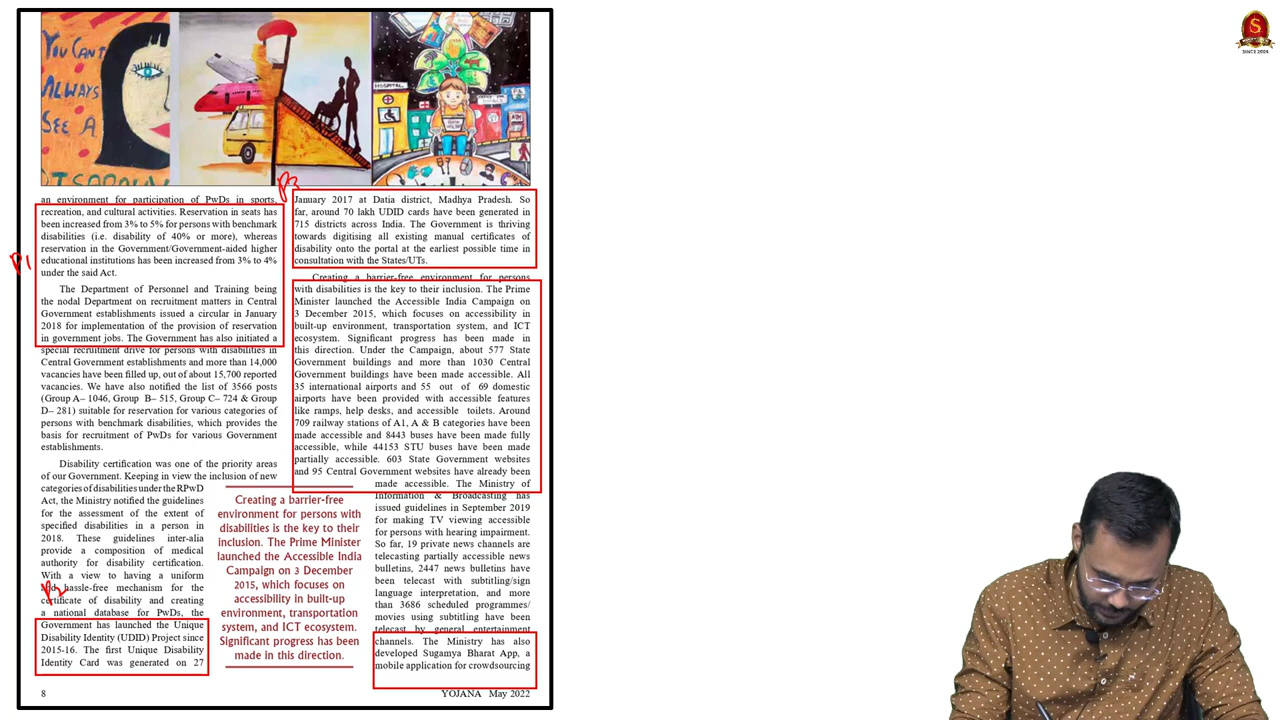 YOU CAN'T
ALWAYS
SEE A
DISABILITY
HOSPITAL
ATM
an environment for participation of PwDs in sports,
recreation, and cultural activities. Reservation in seats has
been increased from 3% to 5% for persons with benchmark
disabilities (i.e. disability of 40% or more), whereas
reservation in the Government/Government-aided higher
educational institutions has been increased from 3% to 4%
under the said Act.
P1
The Department of Personnel and Training being
the nodal Department on recruitment matters in Central
Government establishments issued a circular in January
2018 for implementation of the provision of reservation
in government jobs. The Government has also initiated a
special recruitment drive for persons with disabilities in
Central Government establishments and more than 14,000
vacancies have been filled up, out of about 15,700 reported
vacancies. We have also notified the list of 3566 posts
(Group A– 1046, Group B– 515, Group C– 724 & Group
D– 281) suitable for reservation for various categories of
persons with benchmark disabilities, which provides the
basis for recruitment of PwDs for various Government
establishments.
Disability certification was one of the priority areas
of our Government. Keeping in view the inclusion of new
categories of disabilities under the RPwD
Act, the Ministry notified the guidelines
for the assessment of the extent of
specified disabilities in a person in
2018. These guidelines inter-alia
provide a composition of medical
authority for disability certification.
With a view to having a uniform
and hassle-free mechanism for the
certificate of disability and creating
a national database for PwDs, the
P2
Government has launched the Unique
Disability Identity (UDID) Project since
2015-16. The first Unique Disability
Identity Card was generated on 27
Creating a barrier-free
environment for persons with
disabilities is the key to their
inclusion. The Prime Minister
launched the Accessible India
Campaign on 3 December
2015, which focuses on
accessibility in built-up
environment, transportation
system, and ICT ecosystem.
Significant progress has been
made in this direction.
January 2017 at Datia district, Madhya Pradesh. So
far, around 70 lakh UDID cards have been generated in
715 districts across India. The Government is thriving
towards digitising all existing manual certificates of
disability onto the portal at the earliest possible time in
consultation with the States/UTs.
Creating a barrier-free environment for persons
with disabilities is the key to their inclusion. The Prime
Minister launched the Accessible India Campaign on
3 December 2015, which focuses on accessibility in
built-up environment, transportation system, and ICT
ecosystem. Significant progress has been made in
this direction. Under the Campaign, about 577 State
Government buildings and more than 1030 Central
Government buildings have been made accessible. All
35 international airports and 55 out of 69 domestic
airports have been provided with accessible features
like ramps, help desks, and accessible toilets. Around
709 railway stations of A1, A & B categories have been
made accessible and 8443 buses have been made fully
accessible, while 44153 STU buses have been made
partially accessible. 603 State Government websites
and 95 Central Government websites have already been
made accessible. The Ministry of
Information & Broadcasting has
issued guidelines in September 2019
for making TV viewing accessible
for persons with hearing impairment.
So far, 19 private news channels are
telecasting partially accessible news
bulletins, 2447 news bulletins have
been telecast with subtitling/sign
language interpretation, and more
than 3686 scheduled programmes/
movies using subtitling have been
telecast by general entertainment
channels. The Ministry has also
developed Sugamya Bharat App, a
mobile application for crowdsourcing
8
YOJANA May 2022
S
SINCE 2004